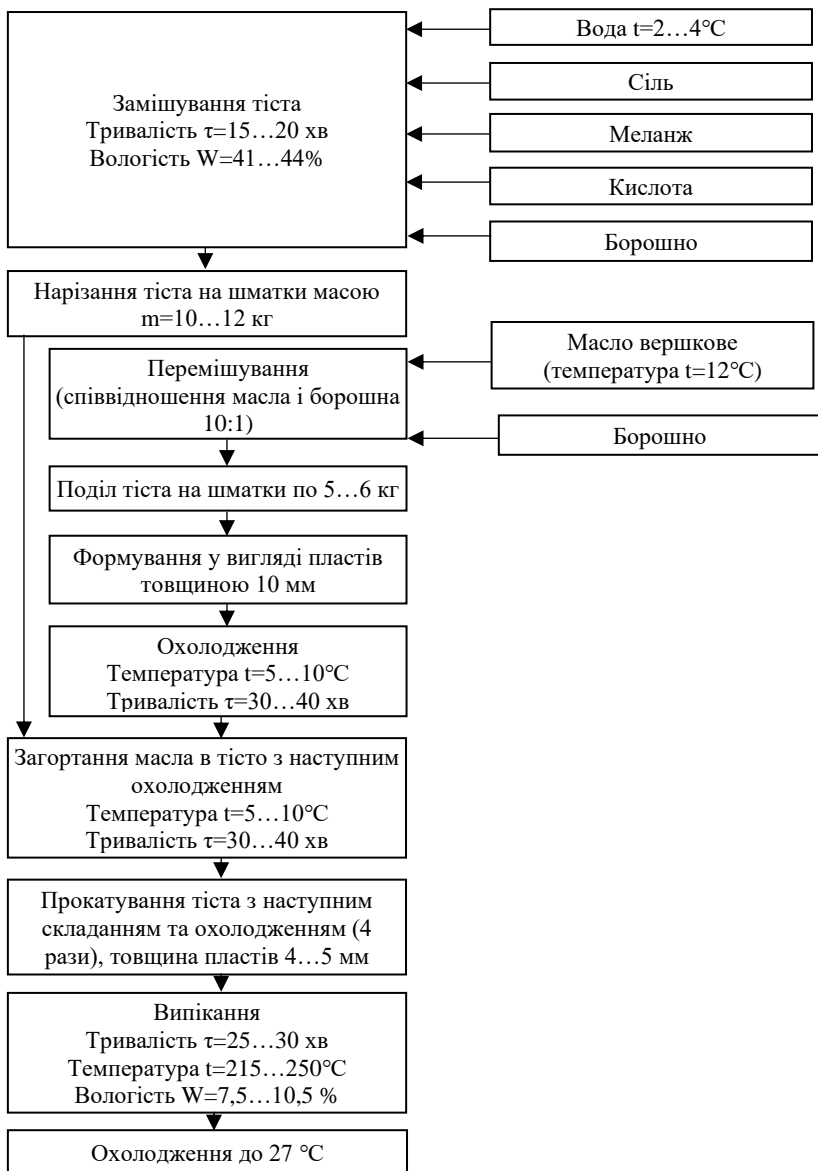 Вода t=2…4℃
Сіль
Замішування тіста
Тривалість τ=15…20 хв
Вологість W=41…44%
Меланж
Кислота
Борошно
Нарізання тіста на шматки масою
m=10…12 кг
Масло вершкове
(температура t=12℃)
Перемішування
(співвідношення масла і борошна
10:1)
Борошно
Поділ тіста на шматки по 5…6 кг
Формування у вигляді пластів
товщиною 10 мм
Охолодження
Температура t=5…10℃
Тривалість τ=30…40 хв
Загортання масла в тісто з наступним
охолодженням
Температура t=5…10℃
Тривалість τ=30…40 хв
Прокатування тіста з наступним
складанням та охолодженням (4
рази), товщина пластів 4…5 мм
Випікання
Тривалість τ=25…30 хв
Температура t=215…250℃
Вологість W=7,5…10,5 %
Охолодження до 27 ℃